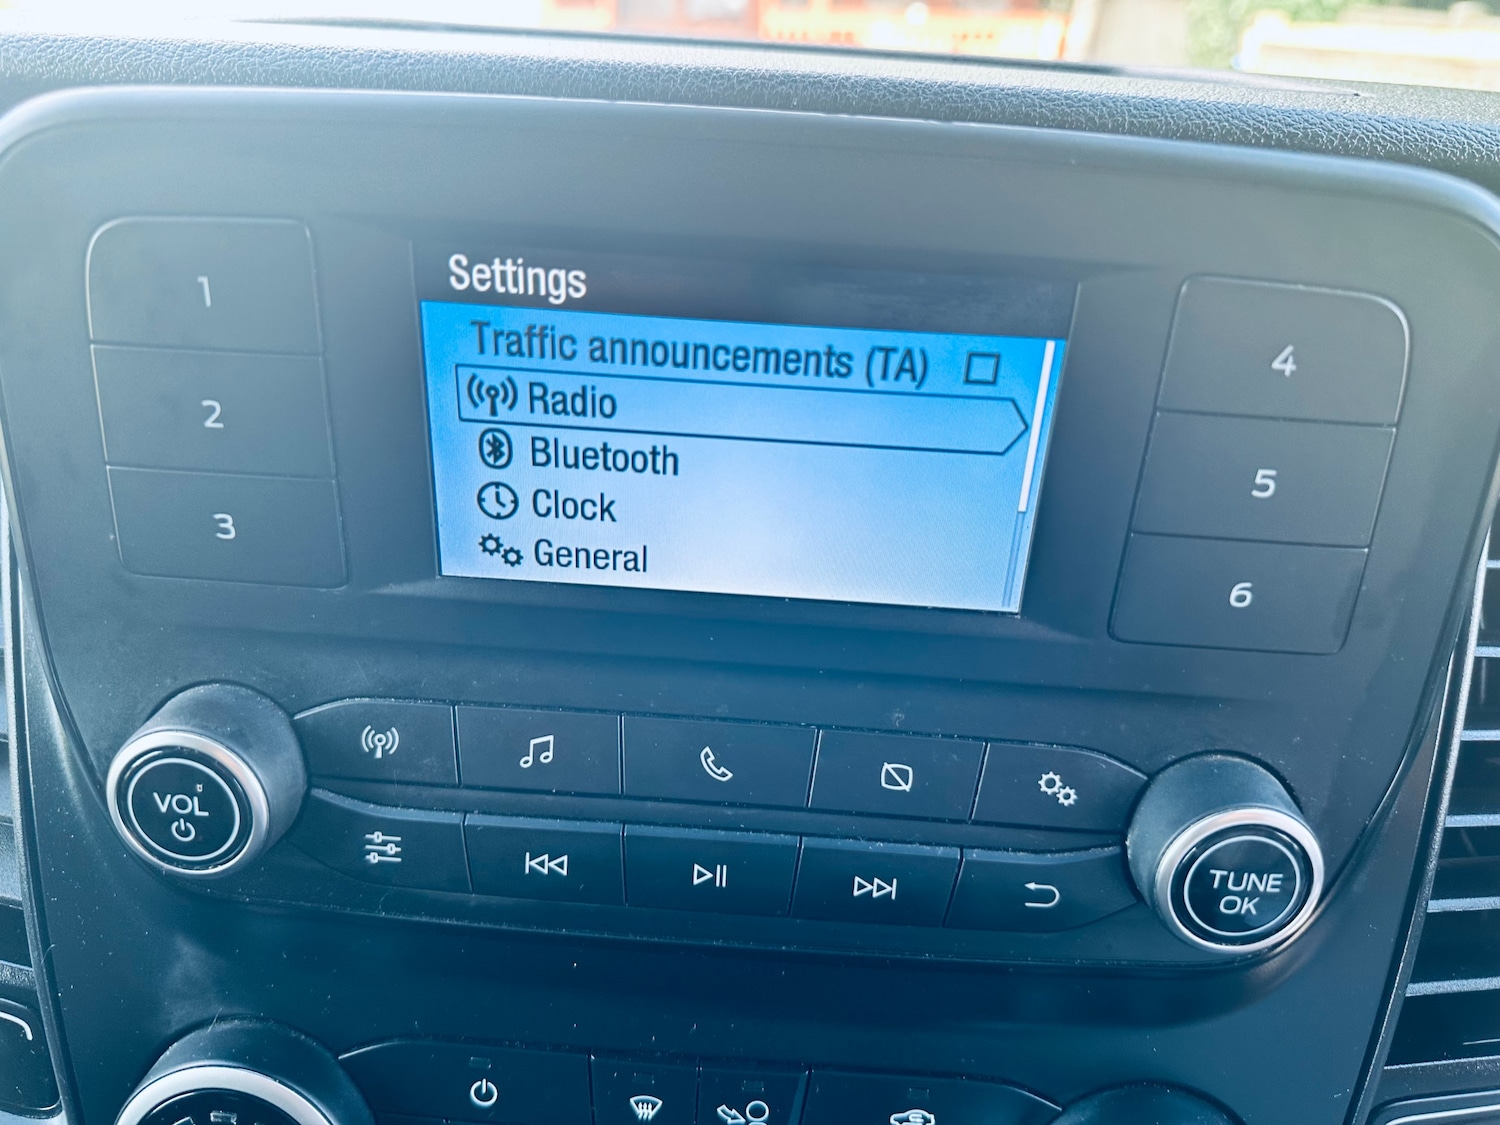 Settings
Traffic announcements (TA)
Radio
Bluetooth
Clock
General
1
2
3
4
5
6
VOL
TUNE
OK